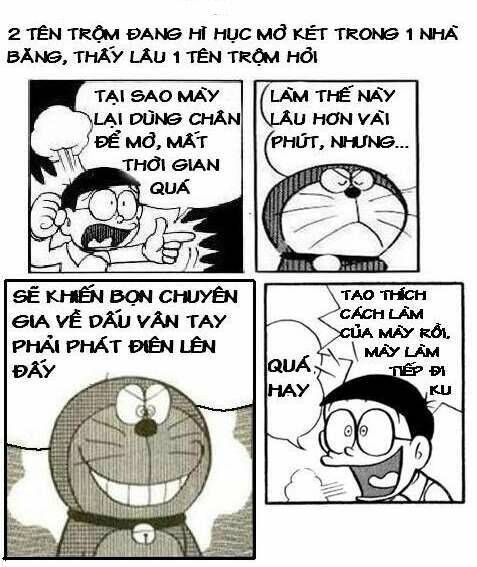 2 TÊN TRỘM ĐANG HÌ HỤC MỞ KÉT TRONG 1 NHÀ
BĂNG, THẤY LÂU 1 TÊN TRỘM HỎI
TẠI SAO MÀY
LẠI DÙNG CHÂN
ĐỂ MỞ, MẤT
THỜI GIAN
QUÁ
LÀM THẾ NÀY
LÂU HƠN VÀI
PHÚT, NHƯNG...
SẼ KHIẾN BỌN CHUYÊN
GIA VỀ DẤU VÂN TAY
PHẢI PHÁT ĐIÊN LÊN
ĐẤY
QUÁ
HAY
TAO THÍCH
CÁCH LÀM
CỦA MÀY RỒI,
MÀY LÀM
TIẾP ĐI
KU